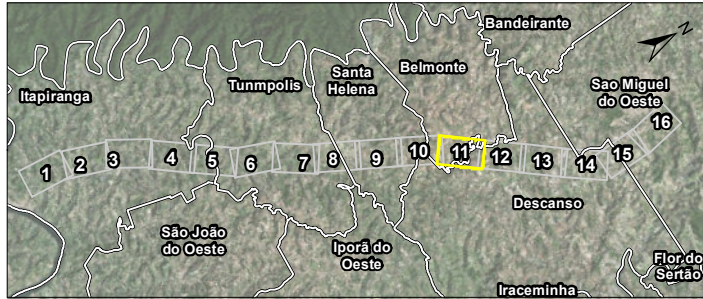 Bandeirante
N
Santa
Helena
Belmonte
Itapiranga
Tunmpolis
Sao Miguel
do Oeste
1
2
3
4
5
6
7
8
9
10
11
12
13
14
15
16
São João
do Oeste
Iporã do
Oeste
Descanso
Flor do
Sertão
Iraceminha